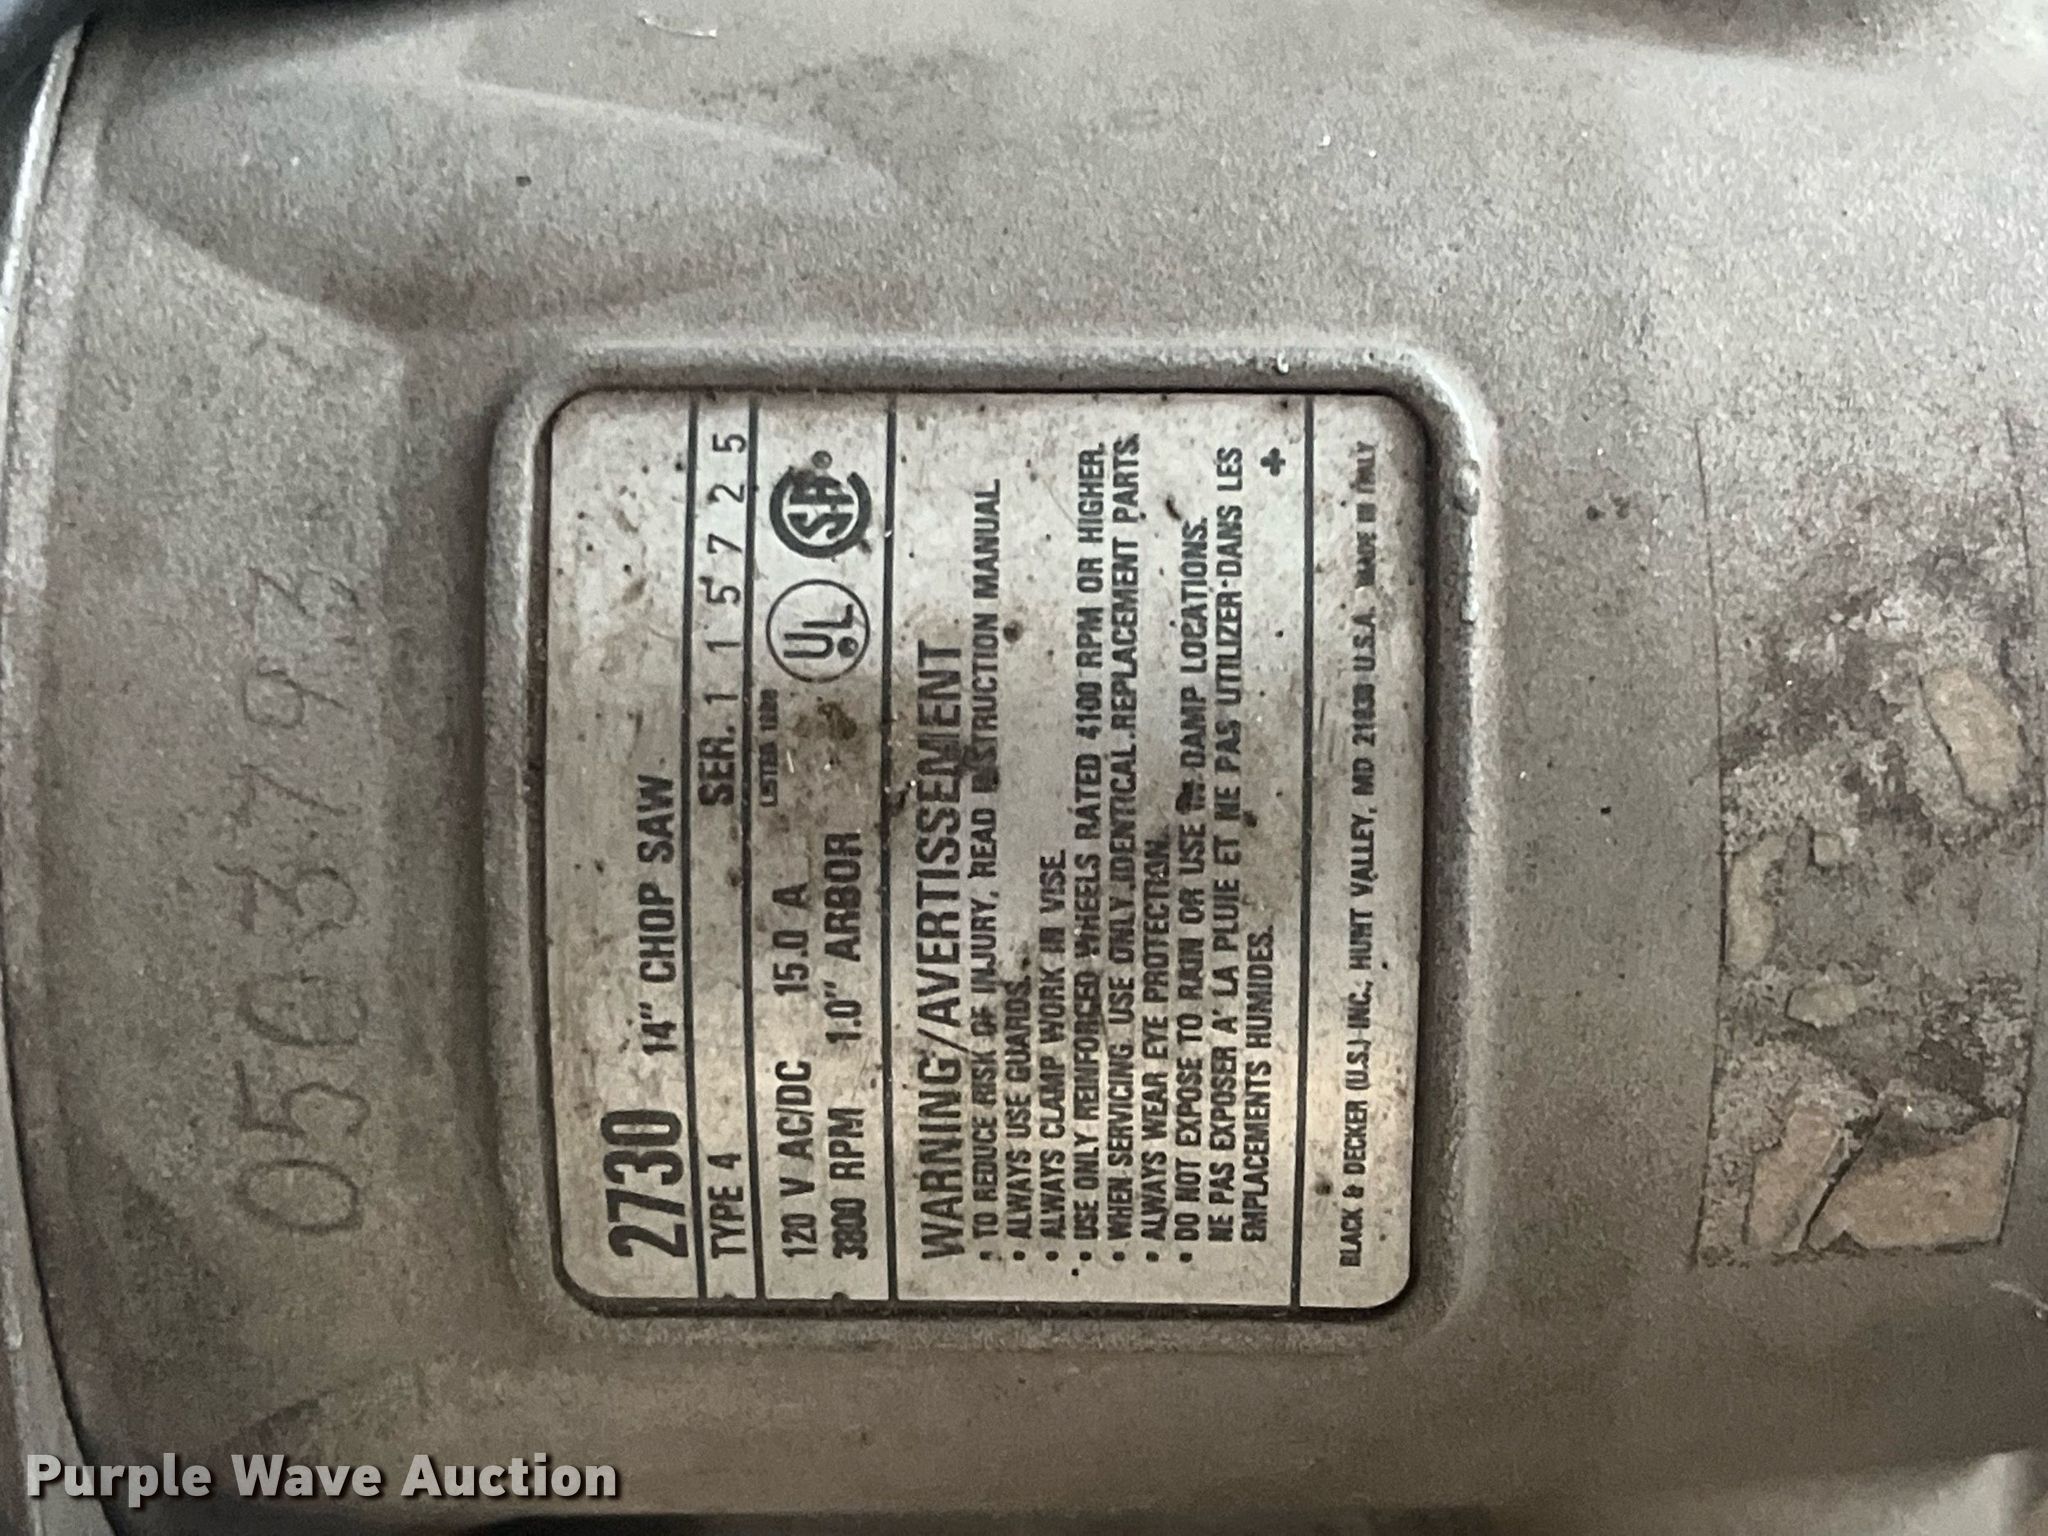 0503793
2730 14" CHOP SAW
TYPE 4 SER. 1 1 5 7 2 5
LISTED
120 V AC/DC 15.0 A
3800 RPM 1.0" ARBOR
UL
SA
WARNING/AVERTISSEMENT
• TO REDUCE RISK OF INJURY, READ INSTRUCTION MANUAL
• ALWAYS USE GUARDS.
• ALWAYS CLAMP WORK IN VISE.
• USE ONLY REINFORCED WHEELS RATED 4100 RPM OR HIGHER.
• WHEN SERVICING USE ONLY IDENTICAL REPLACEMENT PARTS.
• ALWAYS WEAR EYE PROTECTION.
• DO NOT EXPOSE TO RAIN OR USE IN DAMP LOCATIONS.
NE PAS EXPOSER A' LA PLUIE ET NE PAS UTILIZER DANS LES
EMPLACEMENTS HUMIDES.
BLACK & DECKER (U.S.) INC., HUNT VALLEY, MD 21030 U.S.A. MADE IN ITALY
Purple Wave Auction